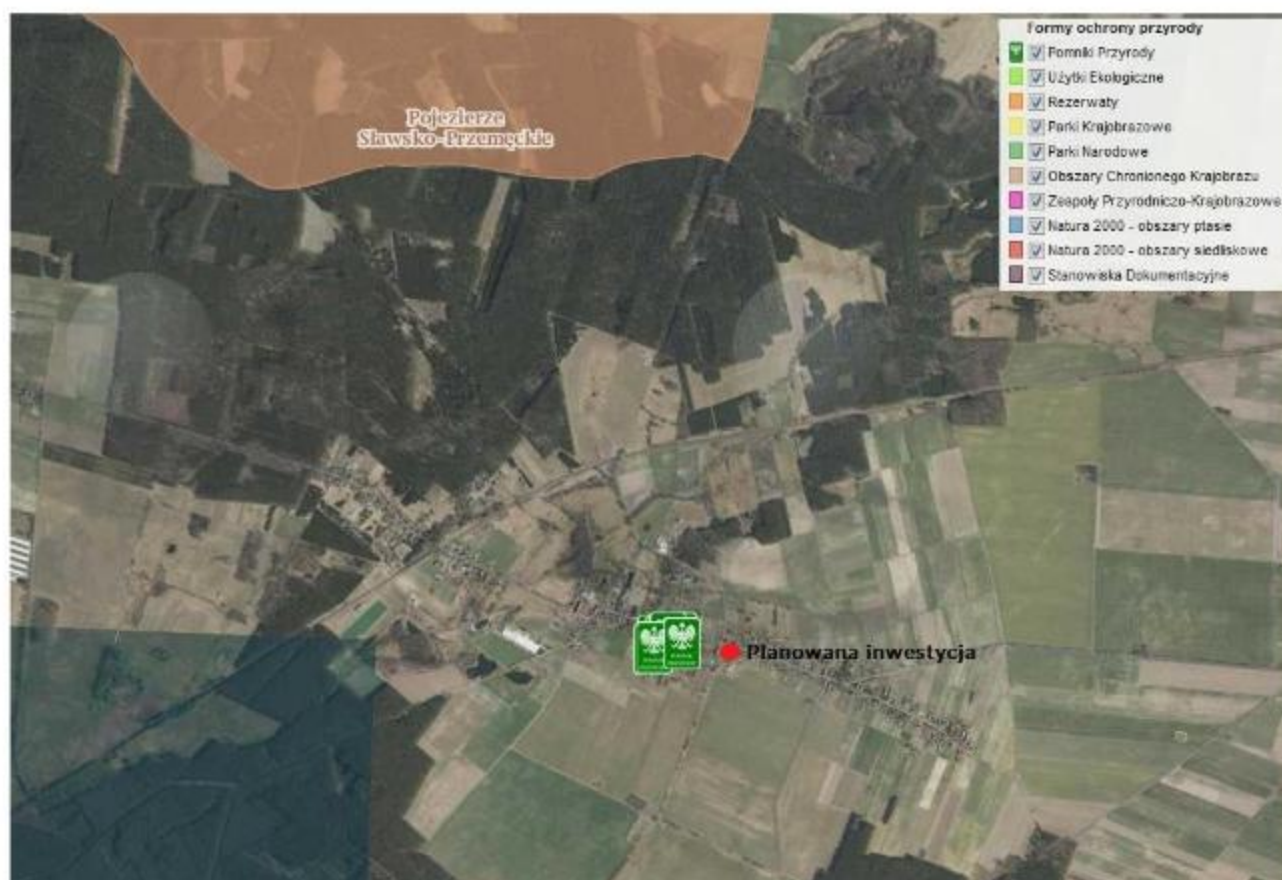 Formy ochrony przyrody
Pomniki Przyrody
Użytki Ekologiczne
Rezerwaty
Parki Krajobrazowe
Parki Narodowe
Obszary Chronionego Krajobrazu
Zespoły Przyrodniczo-Krajobrazowe
Natura 2000 - obszary ptasie
Natura 2000 - obszary siedliskowe
Stanowiska Dokumentacyjne
Pojezierze
Sławsko-Przemęckie
Planowana inwestycja